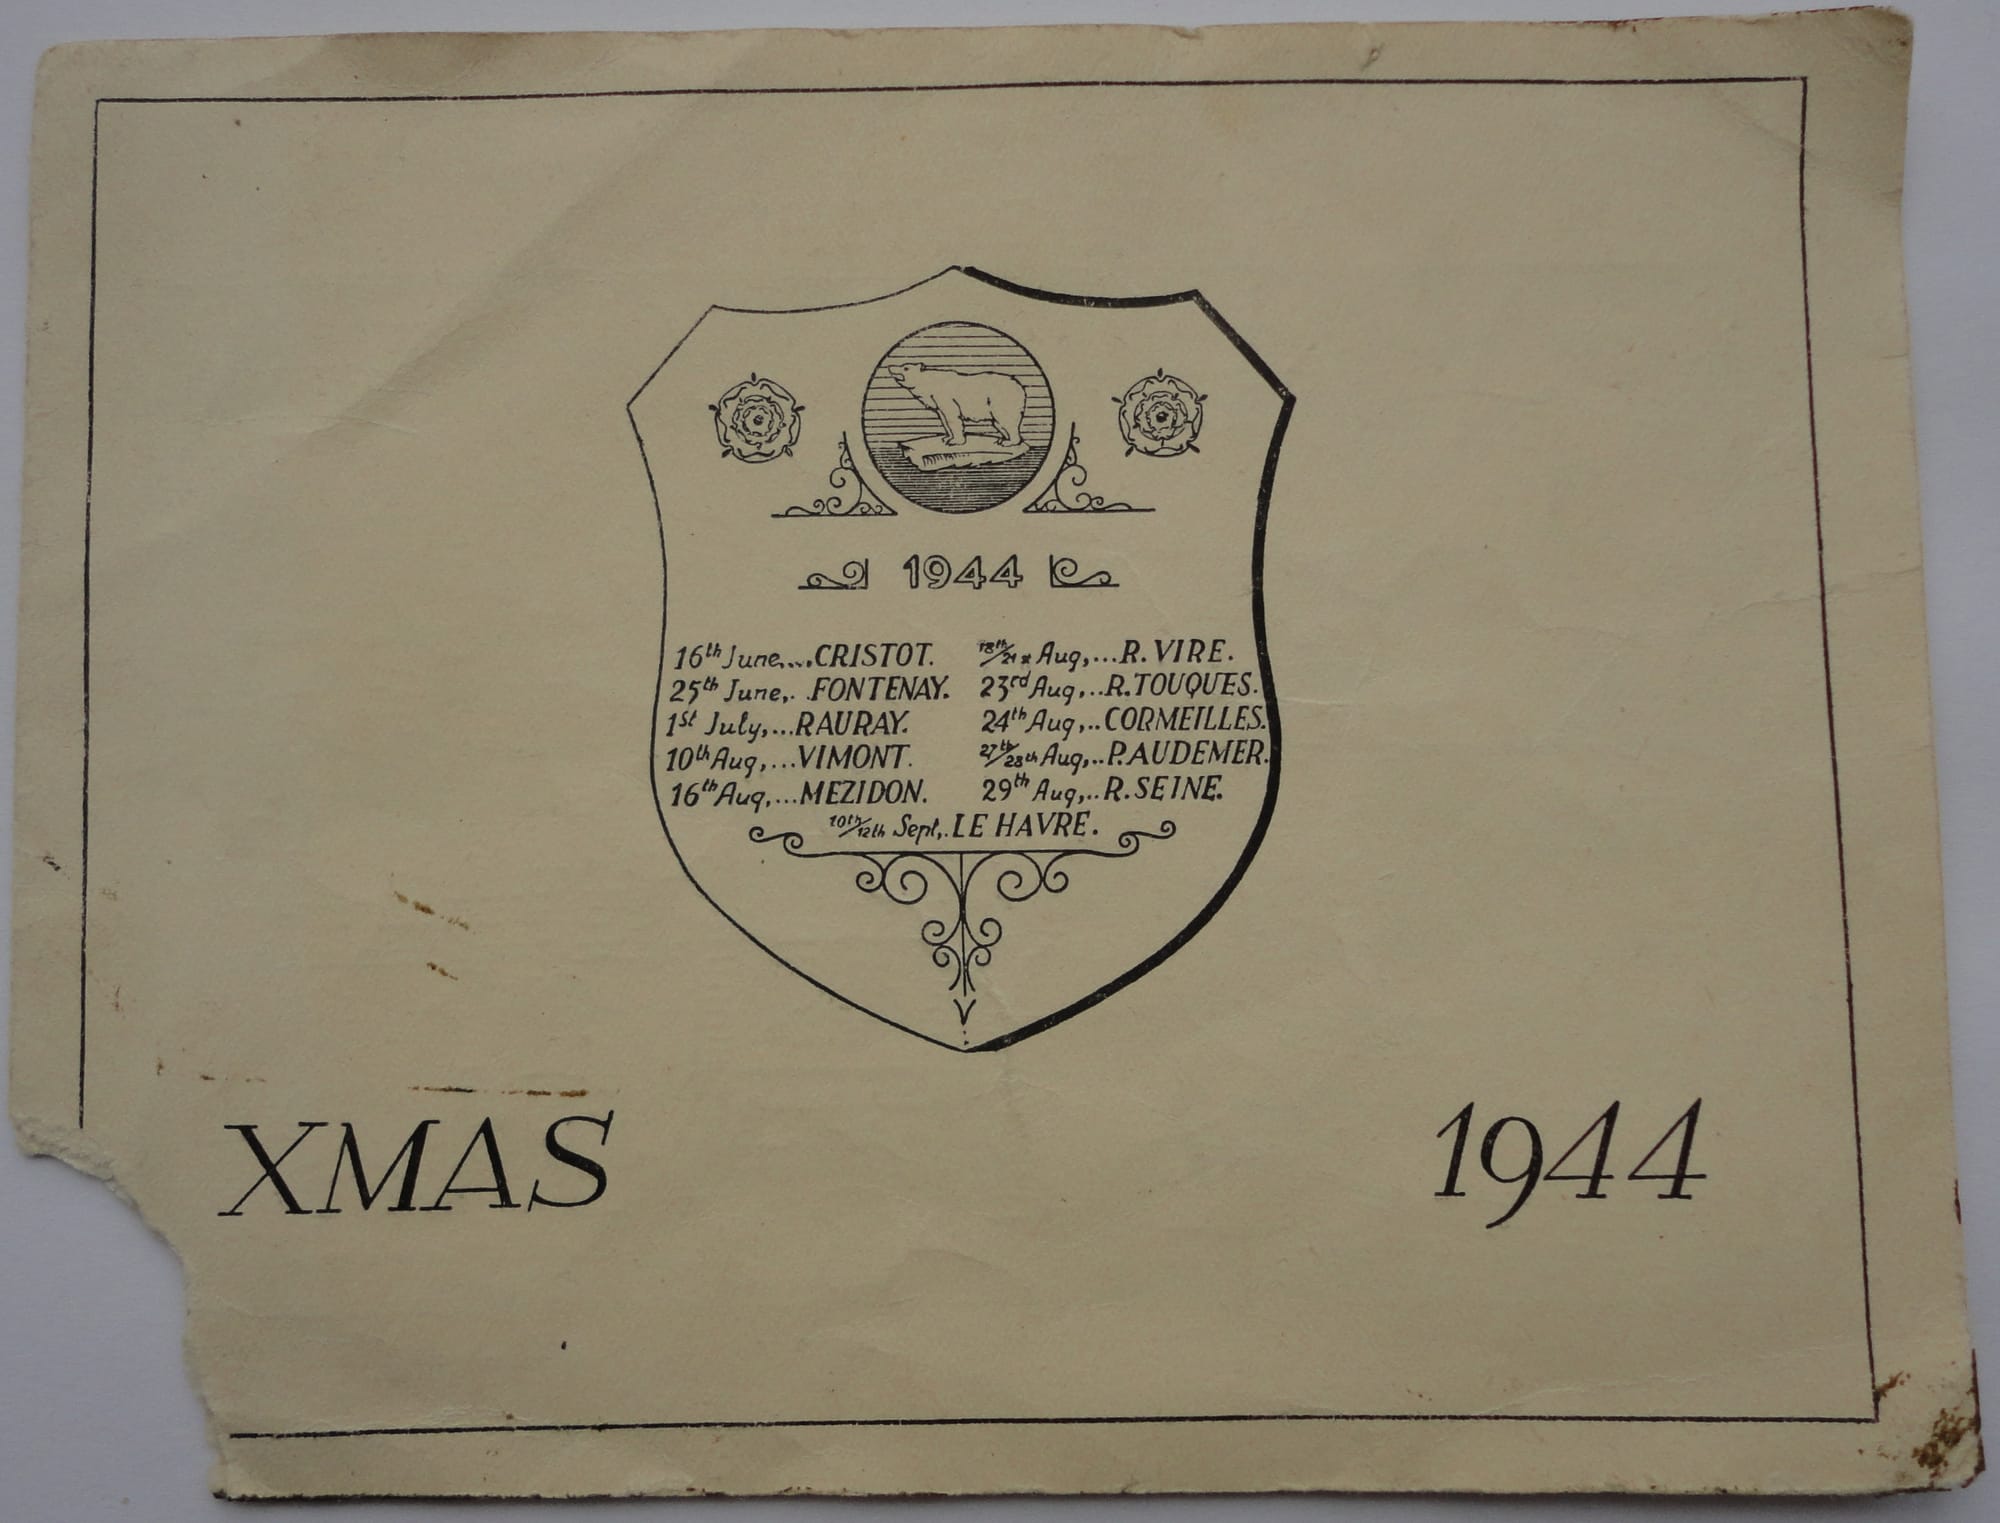 1944
16th June,...CRISTOT.
25th June,. .FONTENAY.
1st July,...RAURAY.
10th Aug,...VIMONT.
16th Aug,...MEZIDON.
18th/21st Aug,...R.VIRE.
23rd Aug,..R.TOUQUES.
24th Aug,..CORMEILLES.
27th/28th Aug,..P.AUDEMER.
29th Aug,..R.SEINE.
10th/12th Sept,.LE HAVRE.
XMAS 1944